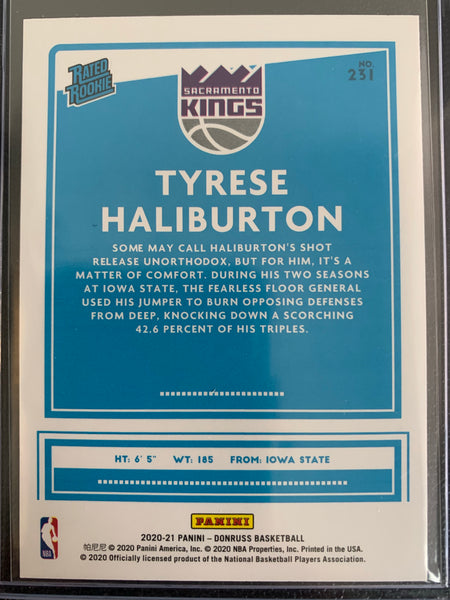 RATED
ROOKIE
NO.
231
SACRAMENTO
KINGS
TYRESE
HALIBURTON
SOME MAY CALL HALIBURTON'S SHOT
RELEASE UNORTHODOX, BUT FOR HIM, IT'S A
MATTER OF COMFORT. DURING HIS TWO SEASONS
AT IOWA STATE, THE FEARLESS FLOOR GENERAL
USED HIS JUMPER TO BURN OPPOSING DEFENSES
FROM DEEP, KNOCKING DOWN A SCORCHING
42.6 PERCENT OF HIS TRIPLES.
HT: 6' 5" WT: 185 FROM: IOWA STATE
PANINI
2020-21 PANINI – DONRUSS BASKETBALL
帕尼尼 © 2020 Panini America, Inc. © 2020 NBA Properties, Inc. Printed in the USA.
© 2020 Officially licensed product of the National Basketball Players Association.
NBA